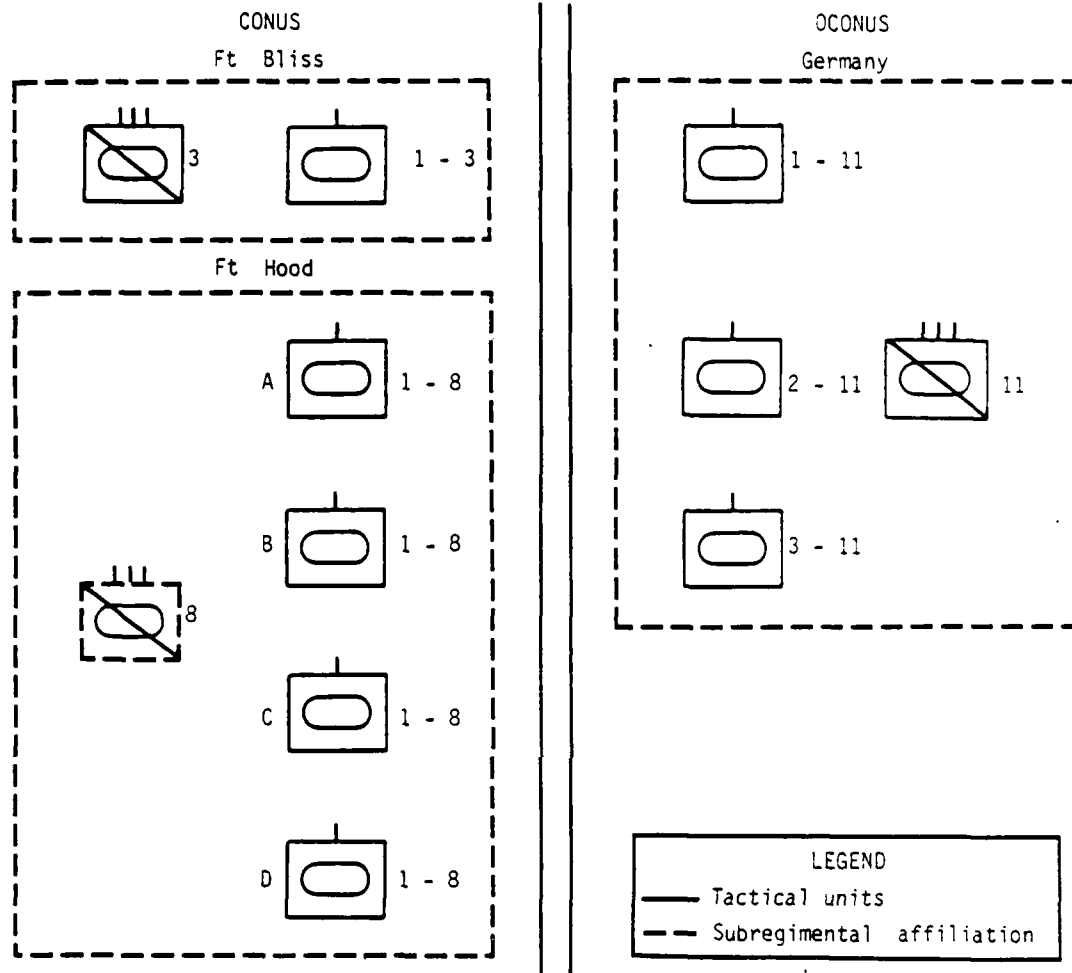 CONUS
Ft Bliss
3
1 - 3
Ft Hood
A 1 - 8
B 1 - 8
8
C 1 - 8
D 1 - 8
OCONUS
Germany
1 - 11
2 - 11
11
3 - 11
LEGEND
Tactical units
Subregimental affiliation